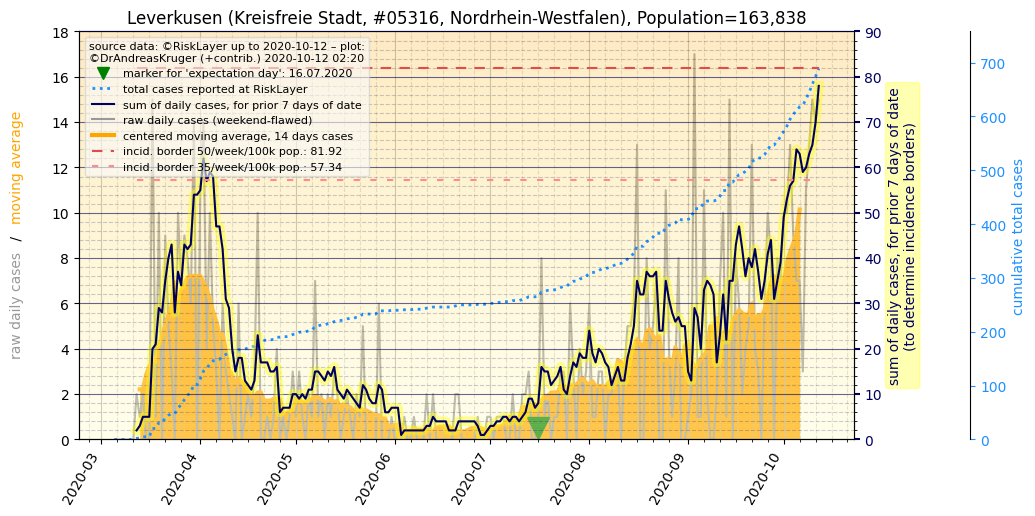 Leverkusen (Kreisfreie Stadt, #05316, Nordrhein-Westfalen), Population=163,838
source data: ©RiskLayer up to 2020-10-12 – plot:
©DrAndreasKruger (+contrib.) 2020-10-12 02:20
marker for 'expectation day': 16.07.2020
total cases reported at RiskLayer
sum of daily cases, for prior 7 days of date
raw daily cases (weekend-flawed)
centered moving average, 14 days cases
incid. border 50/week/100k pop.: 81.92
incid. border 35/week/100k pop.: 57.34
raw daily cases / moving average
18
16
14
12
10
8
6
4
2
0
90
80
70
60
50
40
30
20
10
0
sum of daily cases, for prior 7 days of date
(to determine incidence borders)
700
600
500
400
300
200
100
0
cumulative total cases
2020-03
2020-04
2020-05
2020-06
2020-07
2020-08
2020-09
2020-10